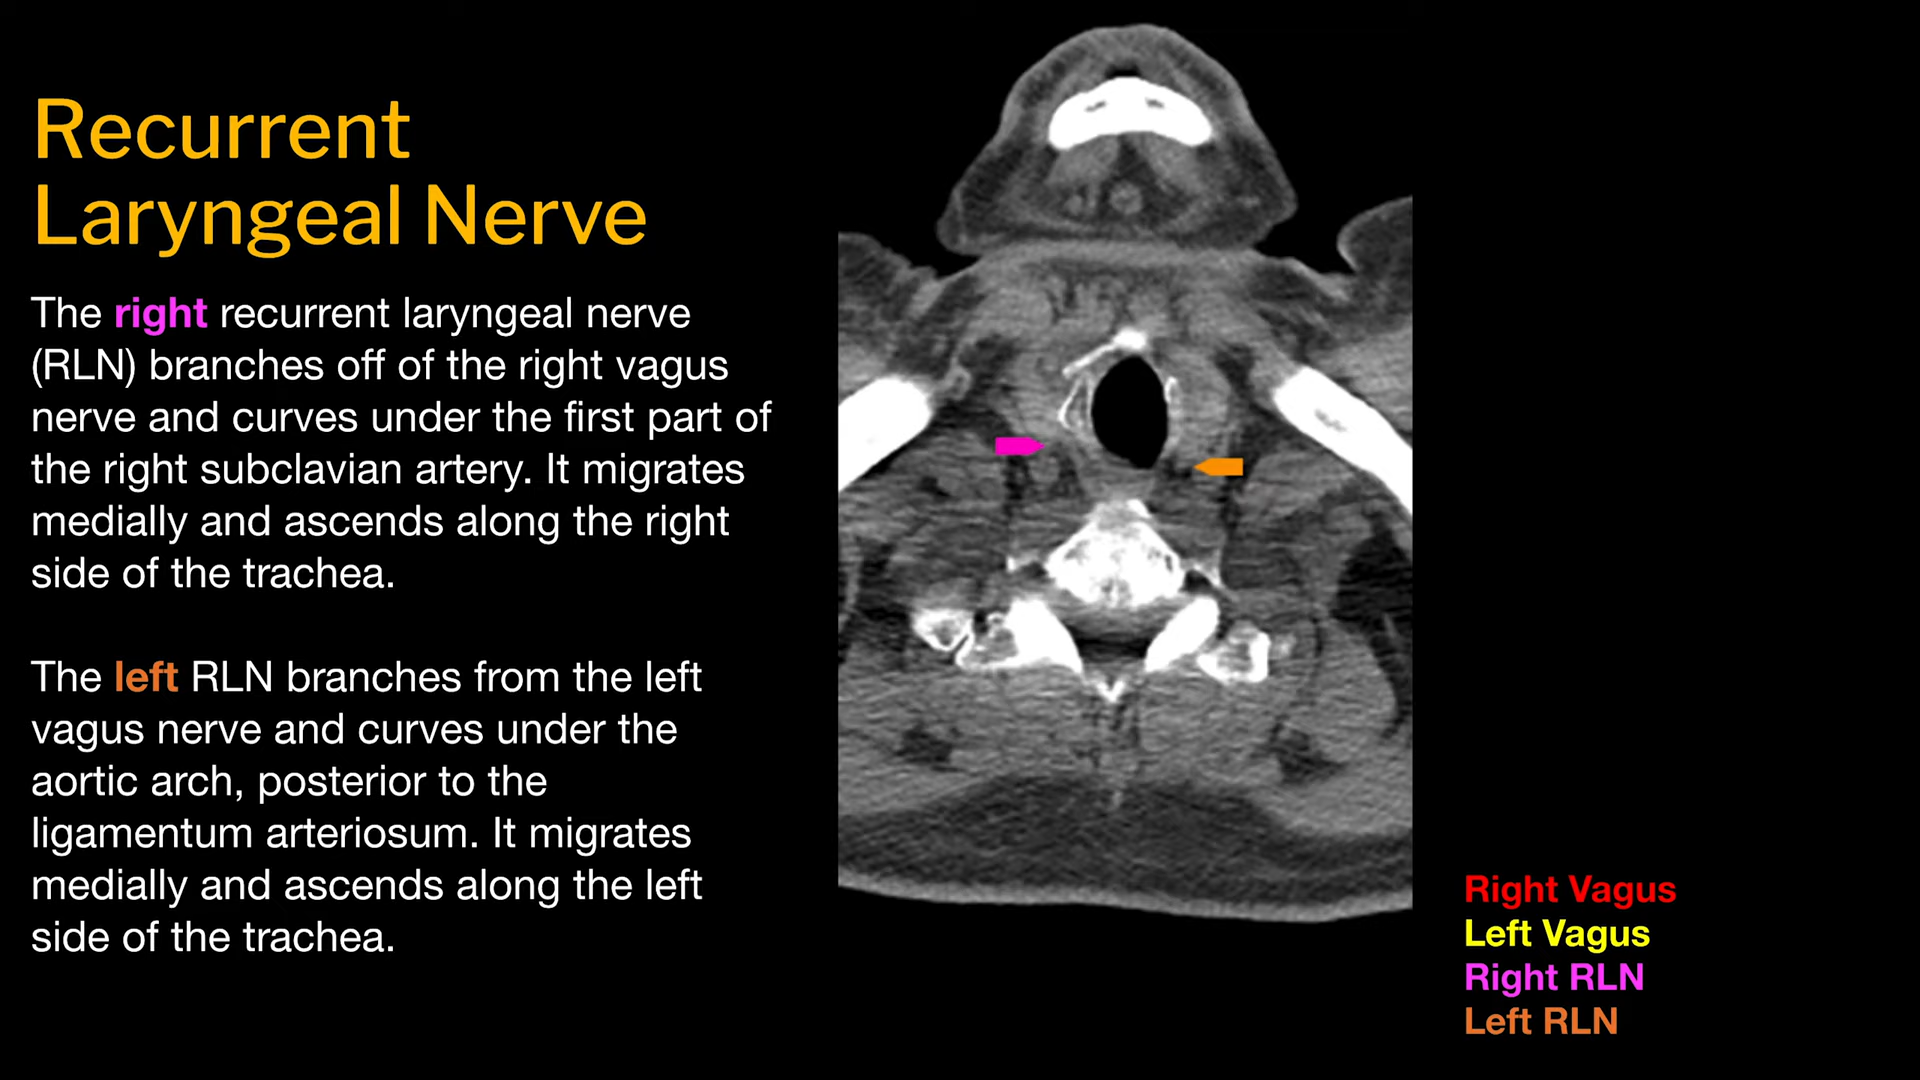 Recurrent
Laryngeal Nerve
The right recurrent laryngeal nerve
(RLN) branches off of the right vagus
nerve and curves under the first part of
the right subclavian artery. It migrates
medially and ascends along the right
side of the trachea.
The left RLN branches from the left
vagus nerve and curves under the
aortic arch, posterior to the
ligamentum arteriosum. It migrates
medially and ascends along the left
side of the trachea.
Right Vagus
Left Vagus
Right RLN
Left RLN